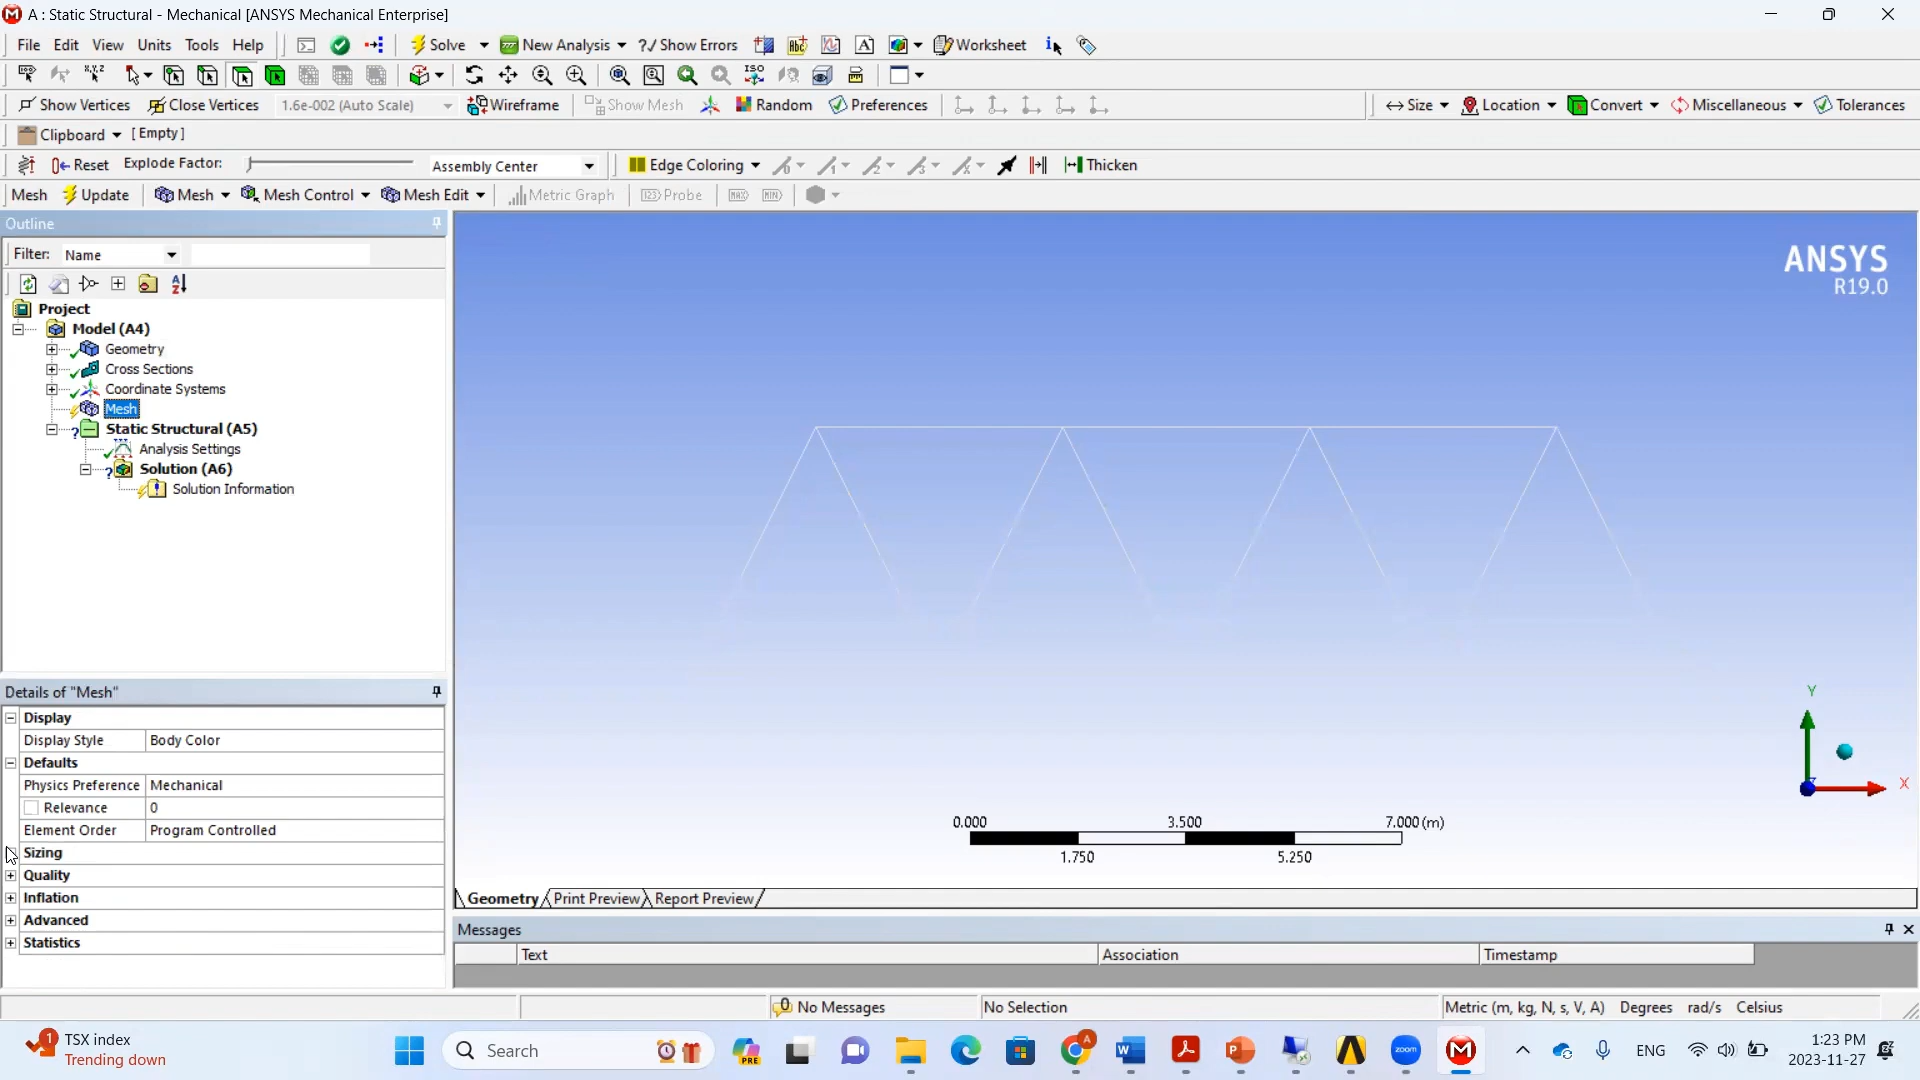 A : Static Structural - Mechanical [ANSYS Mechanical Enterprise]
File Edit View Units Tools Help Solve New Analysis ?/ Show Errors Worksheet
Show Vertices Close Vertices 1.6e-002 (Auto Scale) Wireframe Show Mesh Random Preferences Size Location Convert Miscellaneous Tolerances
Clipboard [ Empty ]
Reset Explode Factor: Assembly Center Edge Coloring Thicken
Mesh Update Mesh Mesh Control Mesh Edit Metric Graph Probe MAX MIN
Outline
Filter: Name
Project
Model (A4)
Geometry
Cross Sections
Coordinate Systems
Mesh
Static Structural (A5)
Analysis Settings
Solution (A6)
Solution Information
ANSYS
R19.0
Details of "Mesh"
Display
Display Style Body Color
Defaults
Physics Preference Mechanical
Relevance 0
Element Order Program Controlled
Sizing
Quality
Inflation
Advanced
Statistics
Y
X
0.000 3.500 7.000 (m)
1.750 5.250
Geometry Print Preview Report Preview
Messages
Text Association Timestamp
No Messages No Selection Metric (m, kg, N, s, V, A) Degrees rad/s Celsius
1 TSX index
Trending down
Search
PRE
zoom
ENG
1:23 PM
2023-11-27